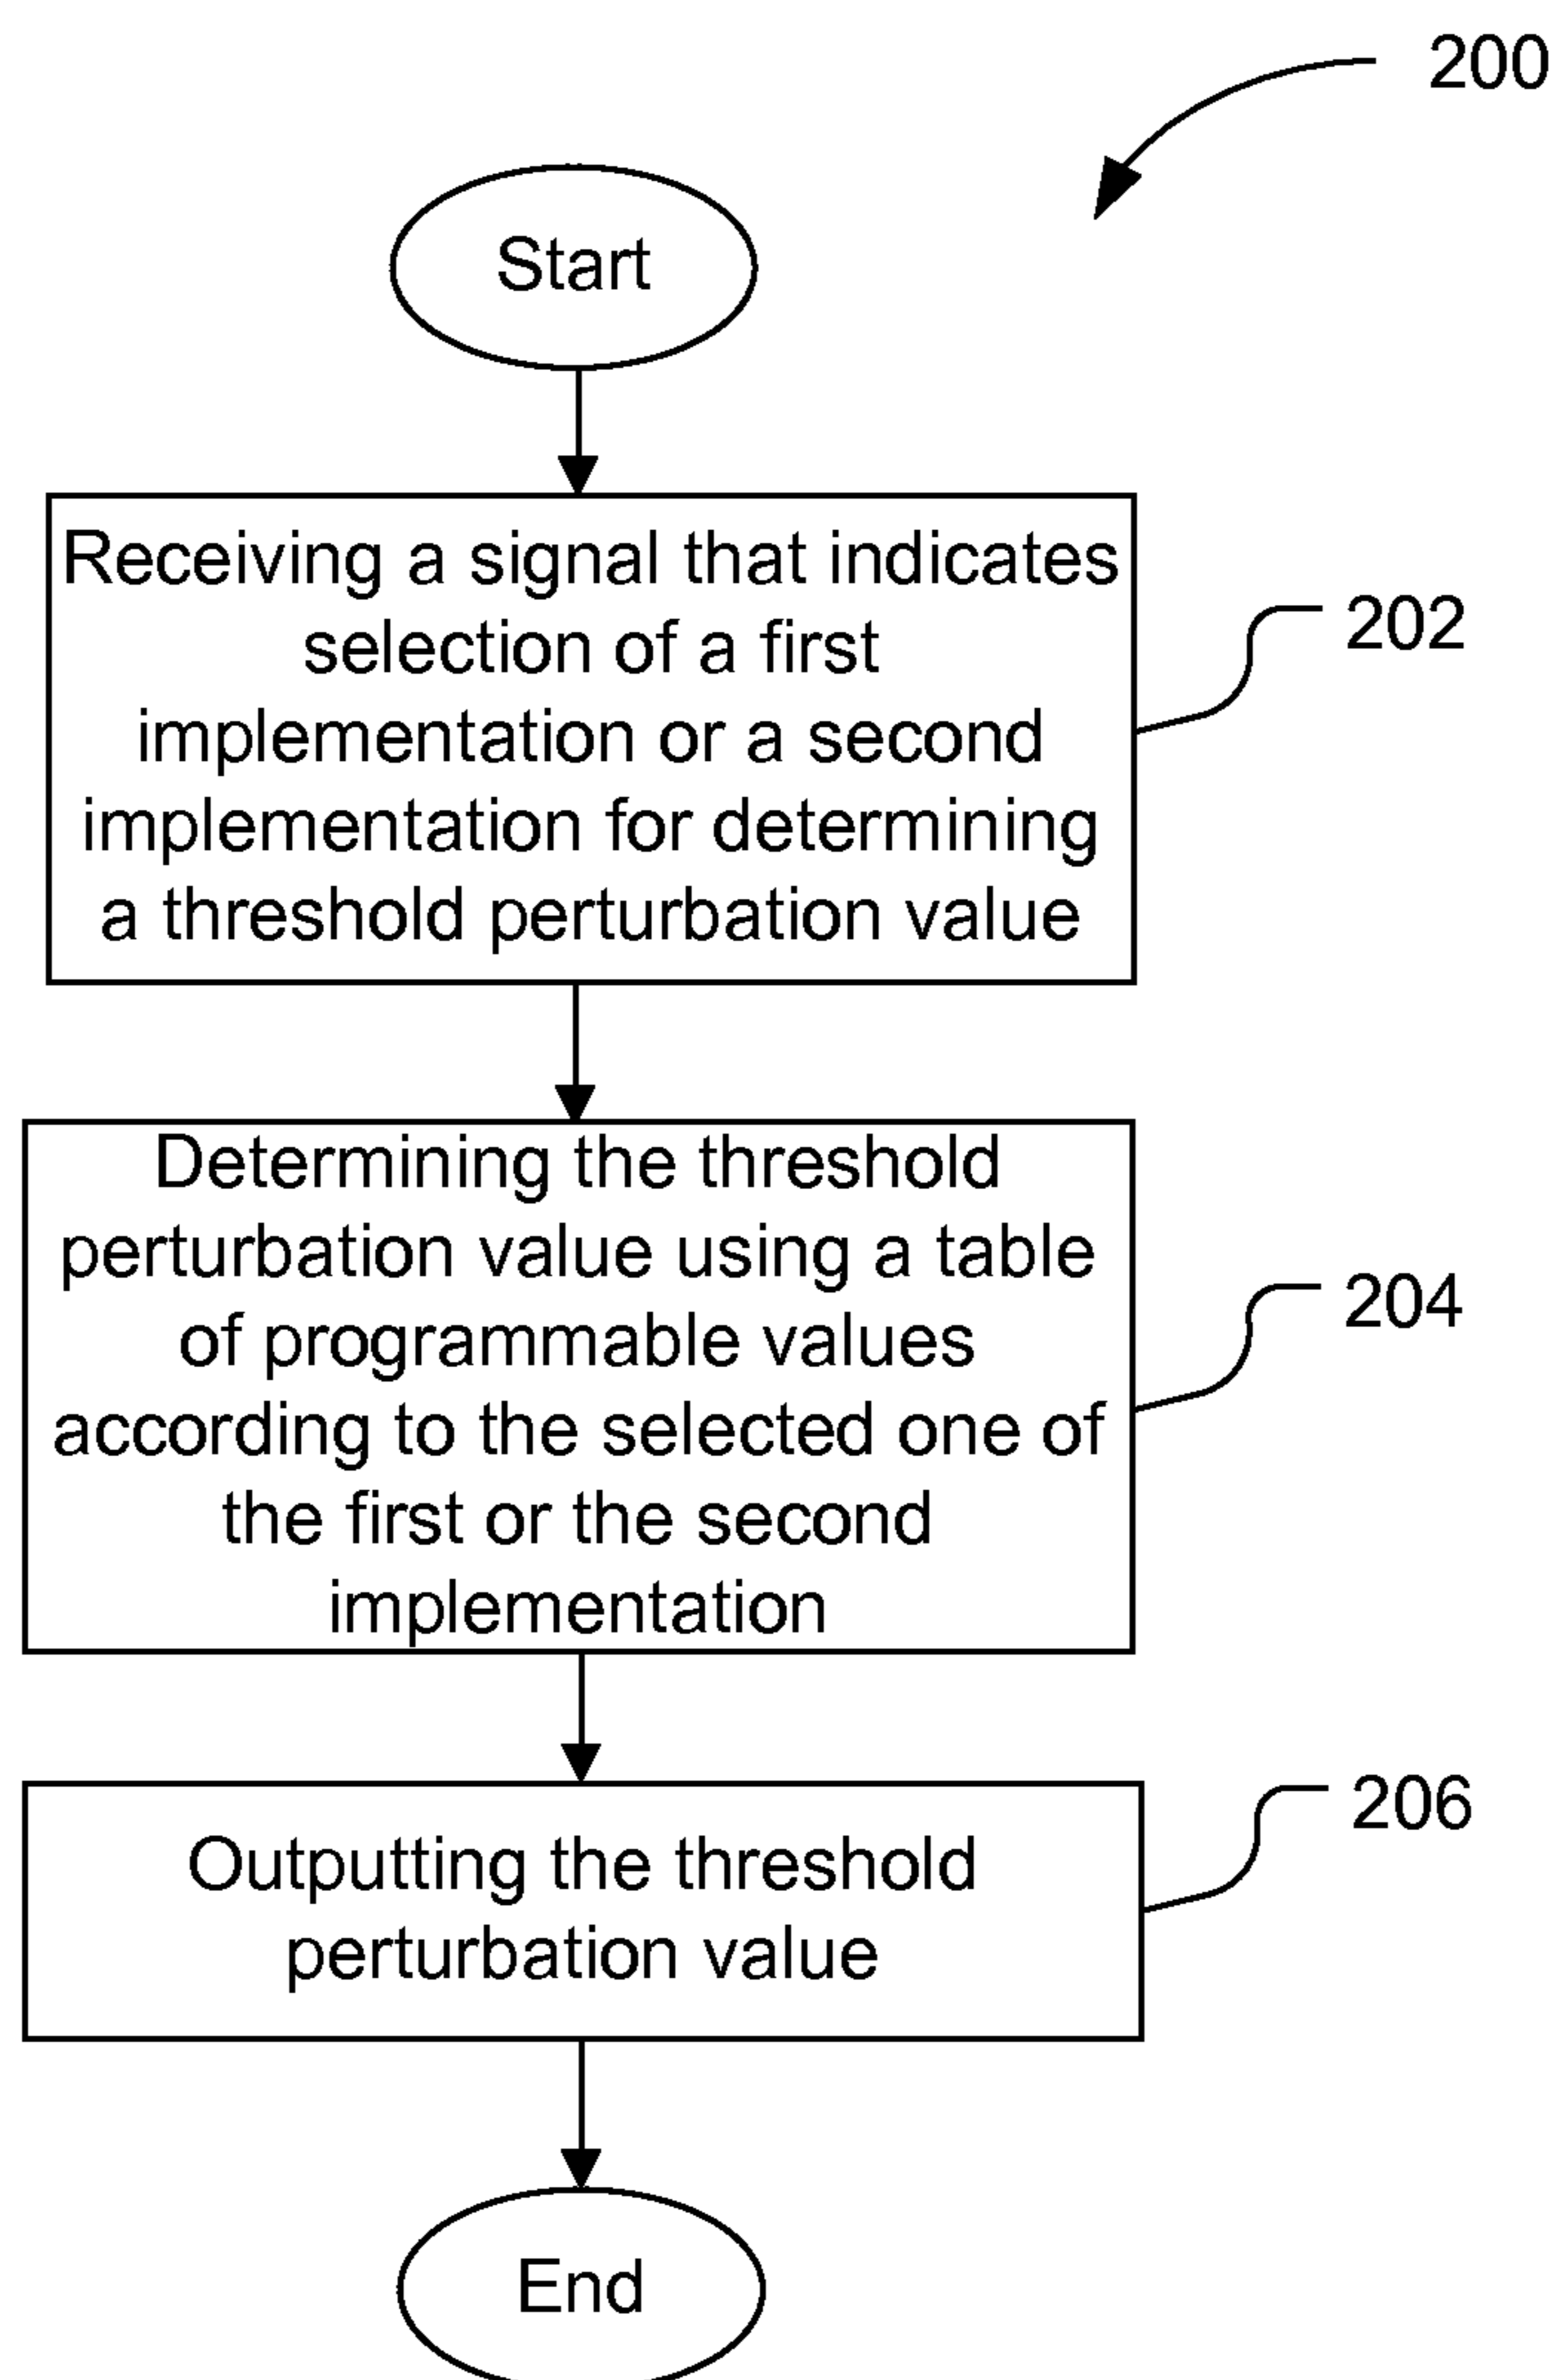 200
Start
Receiving a signal that indicates
selection of a first
implementation or a second
implementation for determining
a threshold perturbation value
202
Determining the threshold
perturbation value using a table
of programmable values
according to the selected one of
the first or the second
implementation
204
Outputting the threshold
perturbation value
206
End